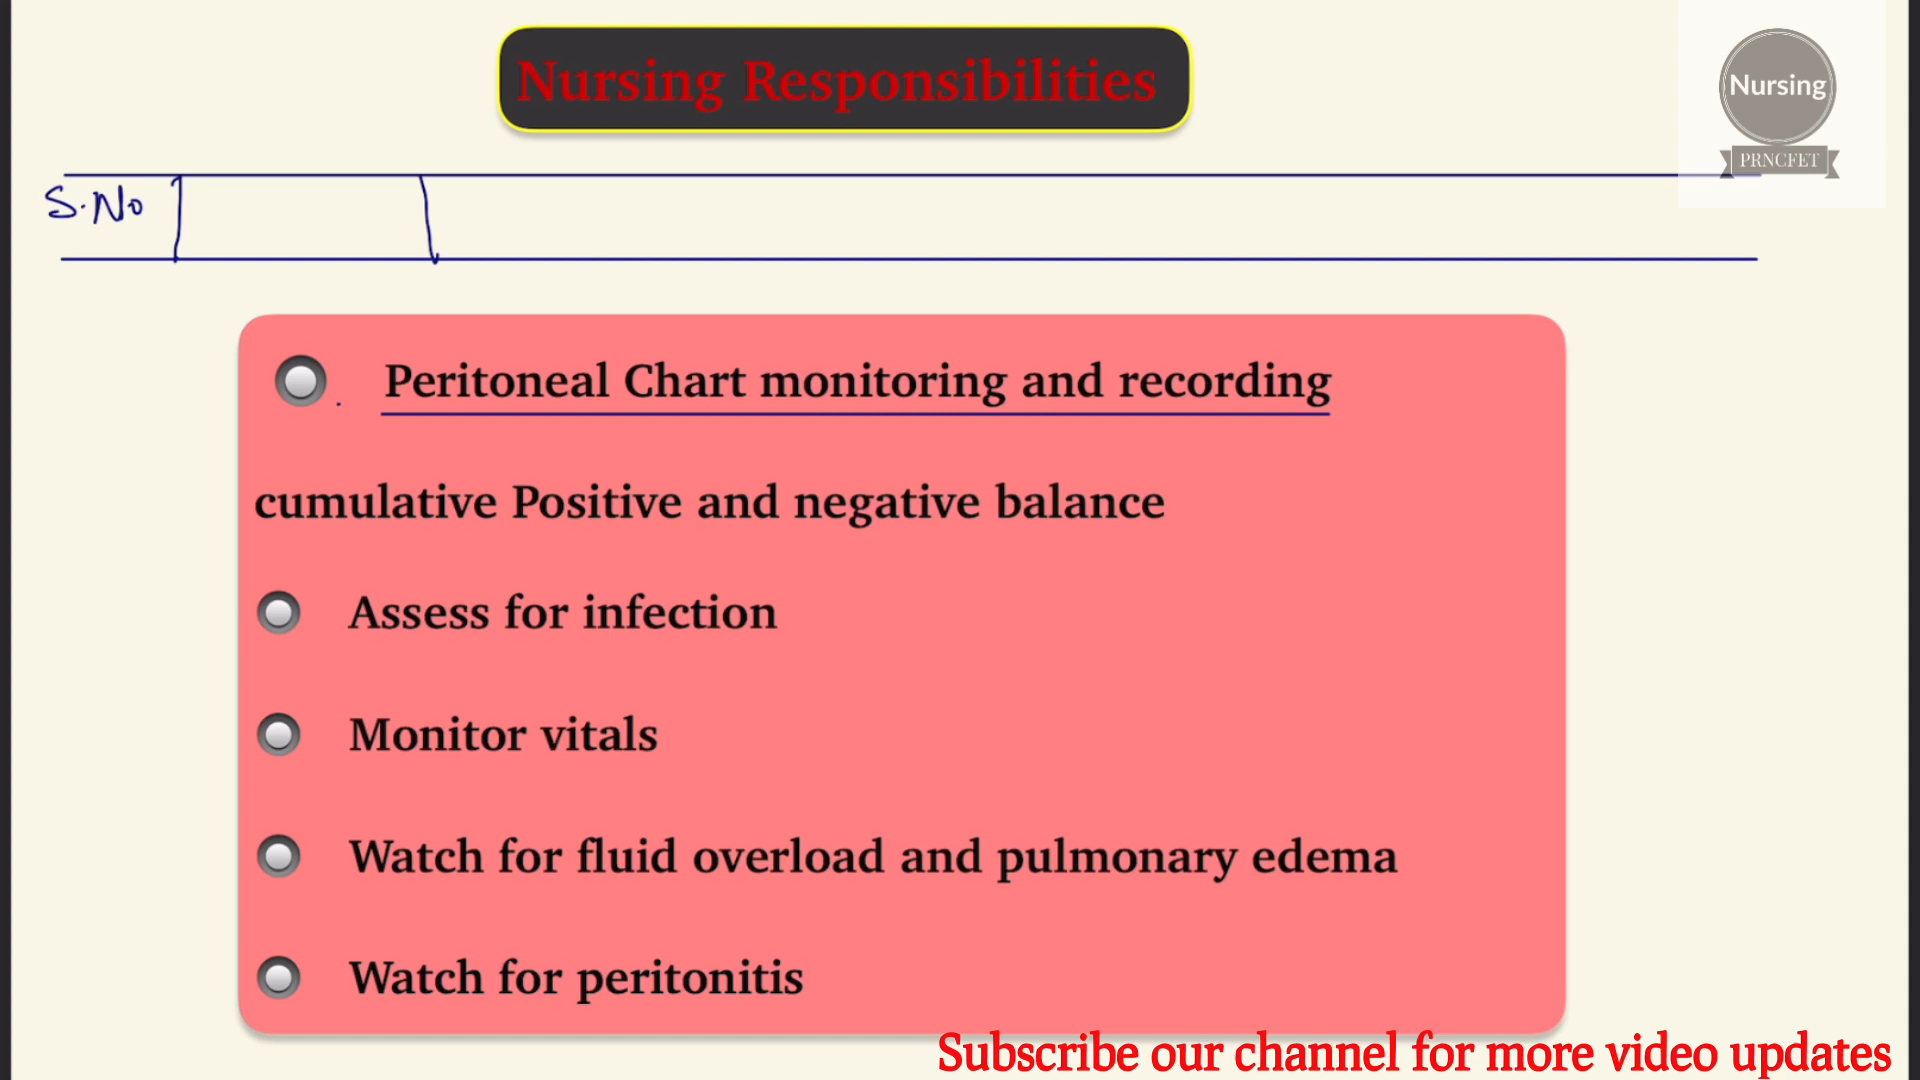 Nursing Responsibilities
Nursing
PRNCFET
S.No
Peritoneal Chart monitoring and recording
cumulative Positive and negative balance
Assess for infection
Monitor vitals
Watch for fluid overload and pulmonary edema
Watch for peritonitis
Subscribe our channel for more video updates